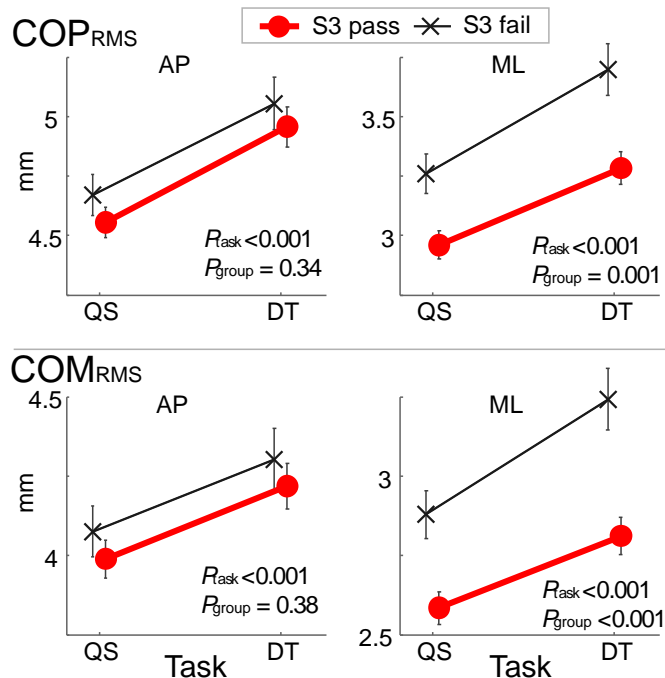 COPRMS
S3 pass S3 fail
AP
ML
5
4.5
mm
Ptask<0.001
Pgroup = 0.34
QS DT
3.5
3
Ptask<0.001
Pgroup = 0.001
QS DT
COMRMS
AP
ML
4.5
4
mm
Ptask<0.001
Pgroup = 0.38
QS DT
Task
3
2.5
Ptask<0.001
Pgroup <0.001
QS DT
Task